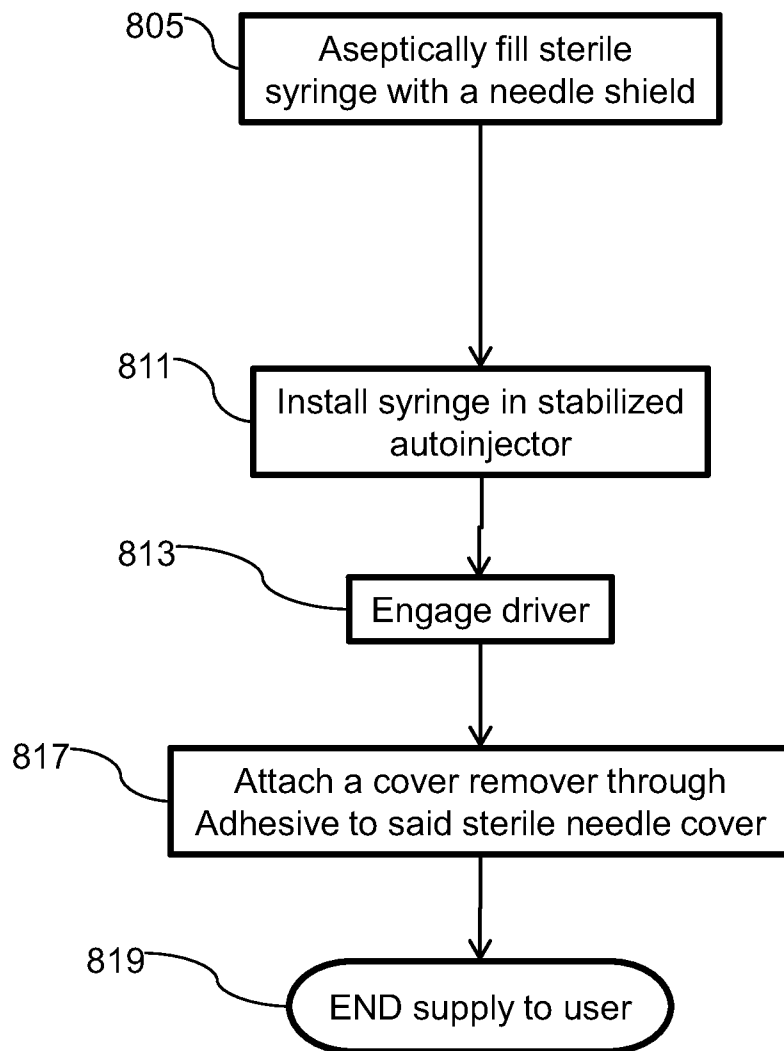 805
Aseptically fill sterile
syringe with a needle shield
811
Install syringe in stabilized
autoinjector
813
Engage driver
817
Attach a cover remover through
Adhesive to said sterile needle cover
819
END supply to user